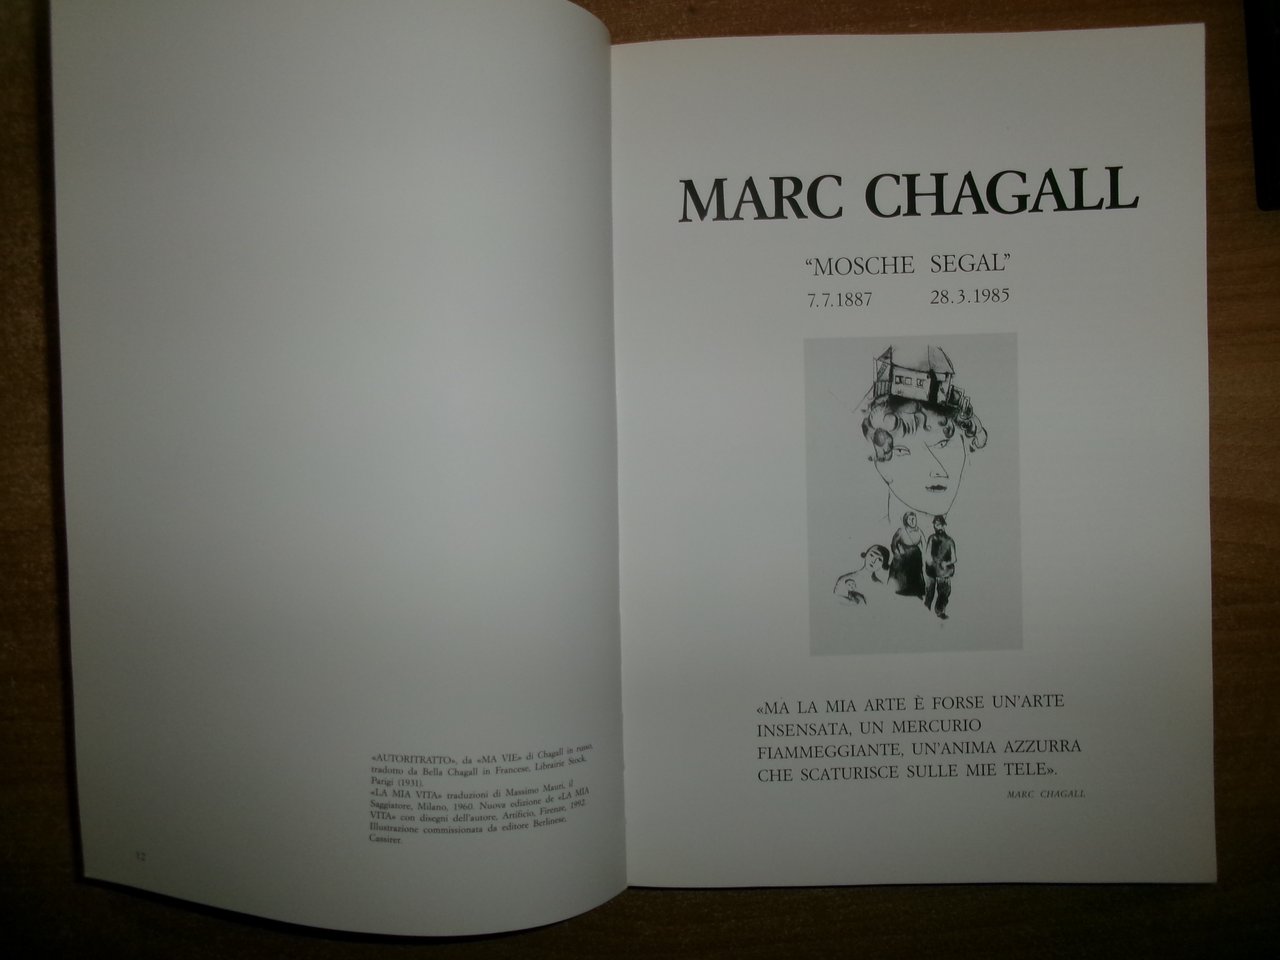 «AUTORITRATTO», da «MA VIE» di Chagall in russo,
tradotto da Bella Chagall in Francese, Librairie Stock,
Parigi (1931).
«LA MIA VITA» traduzioni di Massimo Mauri, il
Saggiatore, Milano, 1960. Nuova edizione de «LA MIA
VITA» con disegni dell'autore, Artificio, Firenze, 1992.
Illustrazione commissionata da editore Berlinese,
Cassirer.
12
MARC CHAGALL
“MOSCHE SEGAL”
7.7.1887 28.3.1985
«MA LA MIA ARTE È FORSE UN'ARTE
INSENSATA, UN MERCURIO
FIAMMEGGIANTE, UN'ANIMA AZZURRA
CHE SCATURISCE SULLE MIE TELE».
MARC CHAGALL